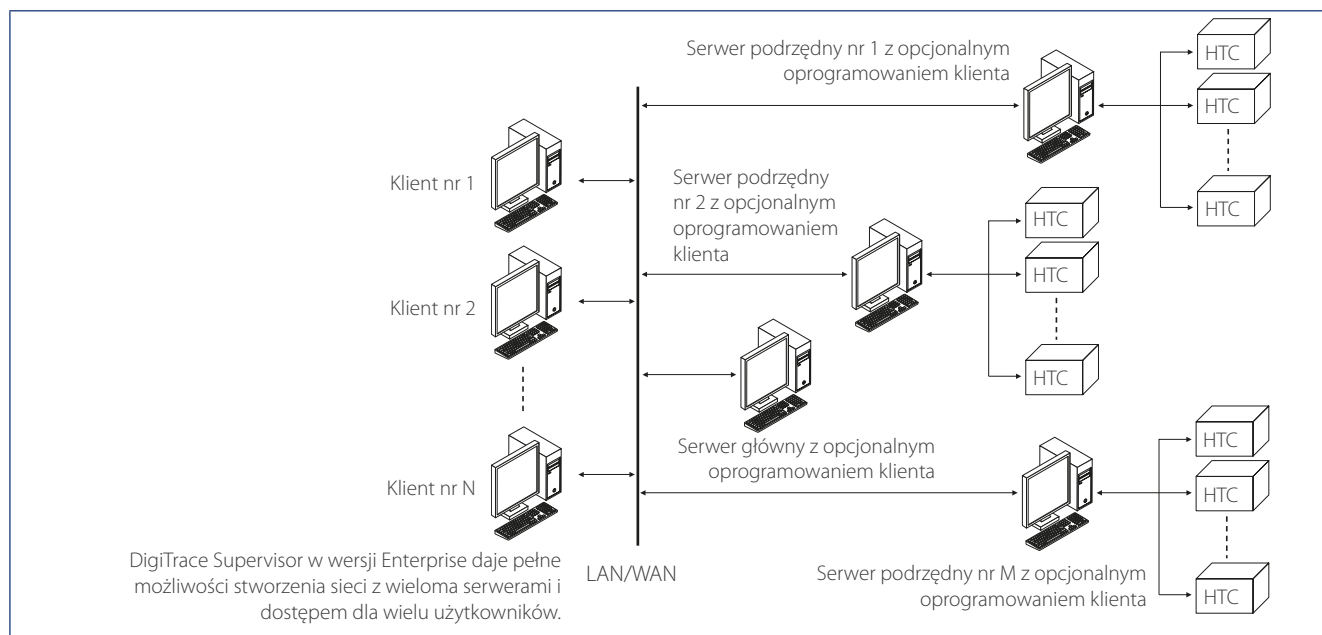 Serwer podrzędny nr 1 z opcjonalnym
oprogramowaniem klienta
HTC
HTC
HTC
Klient nr 1
Serwer podrzędny
nr 2 z opcjonalnym
oprogramowaniem
klienta
HTC
HTC
HTC
Klient nr 2
Serwer główny z opcjonalnym
oprogramowaniem klienta
Klient nr N
HTC
HTC
HTC
DigiTrace Supervisor w wersji Enterprise daje pełne
możliwości stworzenia sieci z wieloma serwerami i
dostępem dla wielu użytkowników.
LAN/WAN
Serwer podrzędny nr M z opcjonalnym
oprogramowaniem klienta